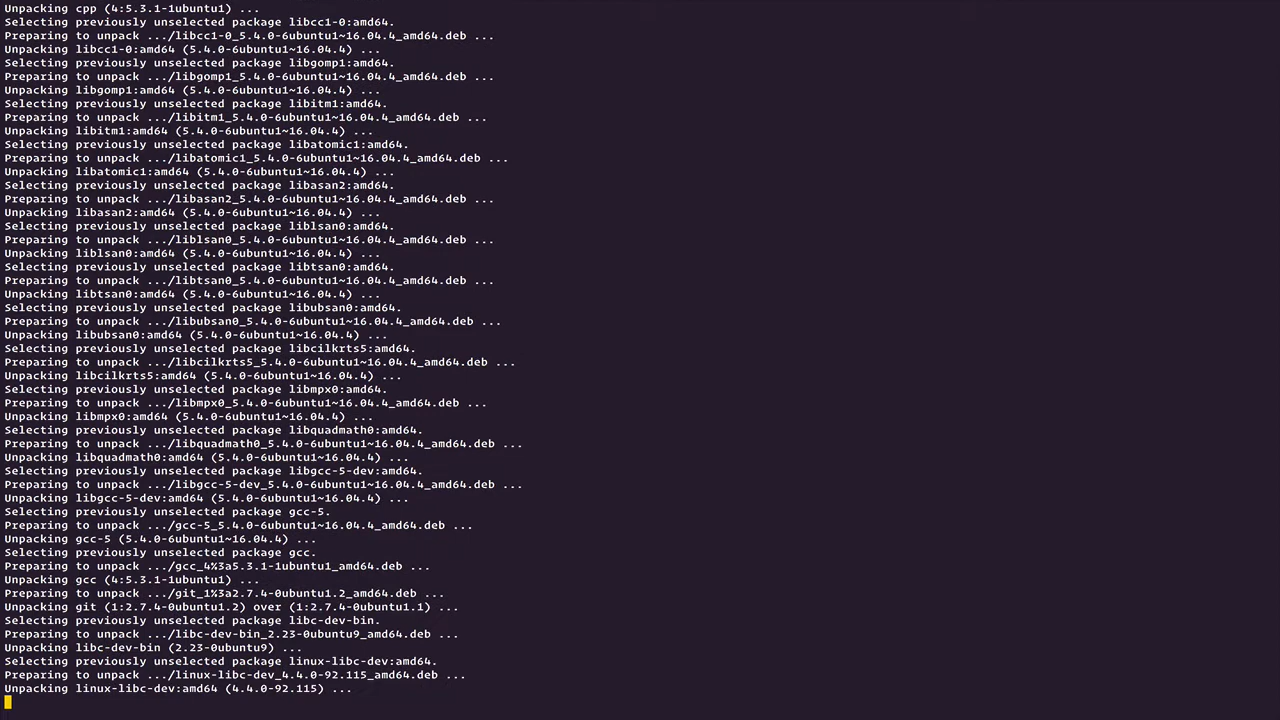 Unpacking cpp (4:5.3.1-1ubuntu1) ...
Selecting previously unselected package libcc1-0:amd64.
Preparing to unpack .../libcc1-0_5.4.0-6ubuntu1~16.04.4_amd64.deb ...
Unpacking libcc1-0:amd64 (5.4.0-6ubuntu1~16.04.4) ...
Selecting previously unselected package libgomp1:amd64.
Preparing to unpack .../libgomp1_5.4.0-6ubuntu1~16.04.4_amd64.deb ...
Unpacking libgomp1:amd64 (5.4.0-6ubuntu1~16.04.4) ...
Selecting previously unselected package libitm1:amd64.
Preparing to unpack .../libitm1_5.4.0-6ubuntu1~16.04.4_amd64.deb ...
Unpacking libitm1:amd64 (5.4.0-6ubuntu1~16.04.4) ...
Selecting previously unselected package libatomic1:amd64.
Preparing to unpack .../libatomic1_5.4.0-6ubuntu1~16.04.4_amd64.deb ...
Unpacking libatomic1:amd64 (5.4.0-6ubuntu1~16.04.4) ...
Selecting previously unselected package libasan2:amd64.
Preparing to unpack .../libasan2_5.4.0-6ubuntu1~16.04.4_amd64.deb ...
Unpacking libasan2:amd64 (5.4.0-6ubuntu1~16.04.4) ...
Selecting previously unselected package liblsan0:amd64.
Preparing to unpack .../liblsan0_5.4.0-6ubuntu1~16.04.4_amd64.deb ...
Unpacking liblsan0:amd64 (5.4.0-6ubuntu1~16.04.4) ...
Selecting previously unselected package libtsan0:amd64.
Preparing to unpack .../libtsan0_5.4.0-6ubuntu1~16.04.4_amd64.deb ...
Unpacking libtsan0:amd64 (5.4.0-6ubuntu1~16.04.4) ...
Selecting previously unselected package libubsan0:amd64.
Preparing to unpack .../libubsan0_5.4.0-6ubuntu1~16.04.4_amd64.deb ...
Unpacking libubsan0:amd64 (5.4.0-6ubuntu1~16.04.4) ...
Selecting previously unselected package libcilkrts5:amd64.
Preparing to unpack .../libcilkrts5_5.4.0-6ubuntu1~16.04.4_amd64.deb ...
Unpacking libcilkrts5:amd64 (5.4.0-6ubuntu1~16.04.4) ...
Selecting previously unselected package libmpx0:amd64.
Preparing to unpack .../libmpx0_5.4.0-6ubuntu1~16.04.4_amd64.deb ...
Unpacking libmpx0:amd64 (5.4.0-6ubuntu1~16.04.4) ...
Selecting previously unselected package libquadmath0:amd64.
Preparing to unpack .../libquadmath0_5.4.0-6ubuntu1~16.04.4_amd64.deb ...
Unpacking libquadmath0:amd64 (5.4.0-6ubuntu1~16.04.4) ...
Selecting previously unselected package libgcc-5-dev:amd64.
Preparing to unpack .../libgcc-5-dev_5.4.0-6ubuntu1~16.04.4_amd64.deb ...
Unpacking libgcc-5-dev:amd64 (5.4.0-6ubuntu1~16.04.4) ...
Selecting previously unselected package gcc-5.
Preparing to unpack .../gcc-5_5.4.0-6ubuntu1~16.04.4_amd64.deb ...
Unpacking gcc-5 (5.4.0-6ubuntu1~16.04.4) ...
Selecting previously unselected package gcc.
Preparing to unpack .../gcc_4%3a5.3.1-1ubuntu1_amd64.deb ...
Unpacking gcc (4:5.3.1-1ubuntu1) ...
Preparing to unpack .../git_1%3a2.7.4-0ubuntu1.2_amd64.deb ...
Unpacking git (1:2.7.4-0ubuntu1.2) over (1:2.7.4-0ubuntu1.1) ...
Selecting previously unselected package libc-dev-bin.
Preparing to unpack .../libc-dev-bin_2.23-0ubuntu9_amd64.deb ...
Unpacking libc-dev-bin (2.23-0ubuntu9) ...
Selecting previously unselected package linux-libc-dev:amd64.
Preparing to unpack .../linux-libc-dev_4.4.0-92.115_amd64.deb ...
Unpacking linux-libc-dev:amd64 (4.4.0-92.115) ...